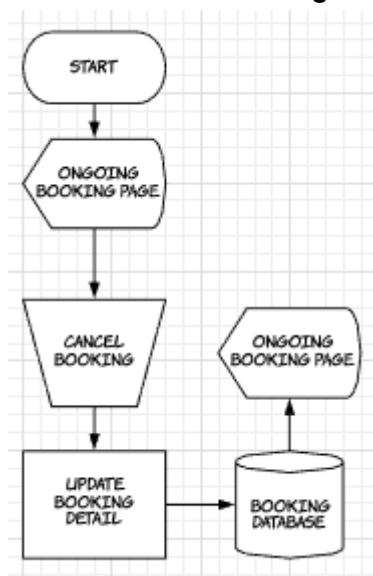 START
ONGOING
BOOKING PAGE
CANCEL
BOOKING
ONGOING
BOOKING PAGE
UPDATE
BOOKING
DETAIL
BOOKING
DATABASE